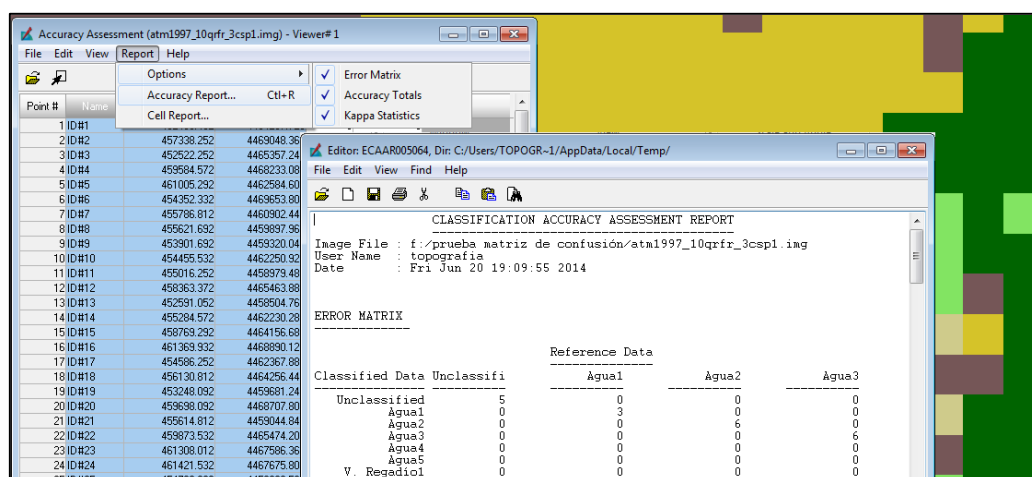 Accuracy Assessment (atm1997_10qrfr_3csp1.img) - Viewer#1
File Edit View Report Help
Options
Accuracy Report... Ctl+R
Cell Report...
Error Matrix
Accuracy Totals
Kappa Statistics
Point # Name
1 ID#1
2 ID#2 457338.252 4469048.36
3 ID#3 452522.252 4465357.24
4 ID#4 459584.572 4468233.08
5 ID#5 461005.292 4462584.60
6 ID#6 454352.332 4469653.80
7 ID#7 455786.812 4460902.44
8 ID#8 455621.692 4459897.96
9 ID#9 453901.692 4459320.04
10 ID#10 454455.532 4462250.92
11 ID#11 455016.252 4458979.48
12 ID#12 458363.372 4465463.88
13 ID#13 452591.052 4458504.76
14 ID#14 455284.572 4462230.28
15 ID#15 458769.292 4464156.68
16 ID#16 461369.932 4468890.12
17 ID#17 454586.252 4462367.88
18 ID#18 456130.812 4464256.44
19 ID#19 453248.092 4459681.24
20 ID#20 459698.092 4468707.80
21 ID#21 455614.812 4459044.84
22 ID#22 459873.532 4465474.20
23 ID#23 461308.012 4467586.36
24 ID#24 461421.532 4467675.80
Editor: ECAAR005064, Dir: C:/Users/TOPOGR~1/AppData/Local/Temp/
File Edit View Find Help
CLASSIFICATION ACCURACY ASSESSMENT REPORT
Image File : f:/prueba matriz de confusión/atm1997_10qrfr_3csp1.img
User Name : topografia
Date : Fri Jun 20 19:09:55 2014
ERROR MATRIX
Reference Data
Classified Data Unclassifi Agua1 Agua2 Agua3
Unclassified 5 0 0 0
Agua1 0 3 0 0
Agua2 0 0 6 0
Agua3 0 0 0 6
Agua4 0 0 0 0
Agua5 0 0 0 0
V. Regadío1 0 0 0 0